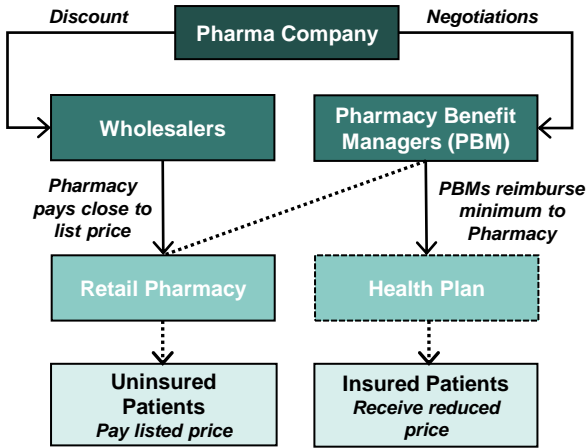 Discount
Negotiations
Pharma Company
Wholesalers
Pharmacy Benefit
Managers (PBM)
Pharmacy
pays close to
list price
PBMs reimburse
minimum to
Pharmacy
Retail Pharmacy
Health Plan
Uninsured
Patients
Pay listed price
Insured Patients
Receive reduced
price